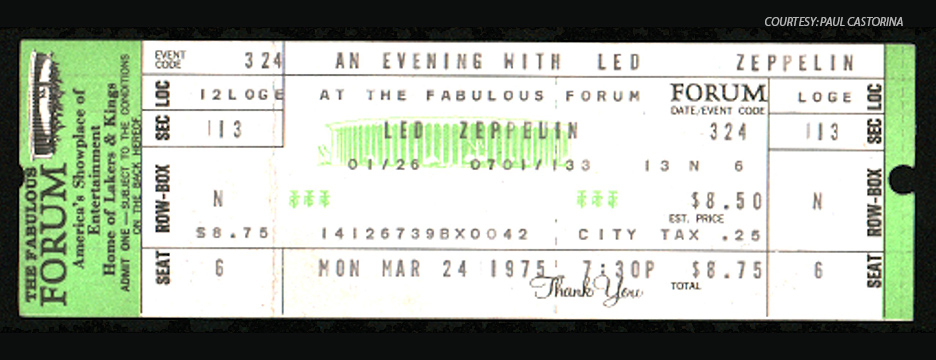 COURTESY: PAUL CASTORINA
THE FABULOUS
FORUM
America's Showplace of
Entertainment
Home of Lakers & Kings
ADMIT ONE — SUBJECT TO THE CONDITIONS
ON THE BACK HEREOF.
EVENT CODE 324 AN EVENING WITH LED ZEPPELIN
LOC 12LOGE AT THE FABULOUS FORUM FORUM LOGE LOC
DATE/EVENT CODE
SEC 113 LED ZEPPELIN 324 113 SEC
01/26 0701/133 13 N 6
ROW-BOX N $8.50 N ROW-BOX
EST. PRICE
$8.75 14126739BX0042 CITY TAX .25
SEAT 6 MON MAR 24 1975 7:30P $8.75 6 SEAT
TOTAL
Thank You